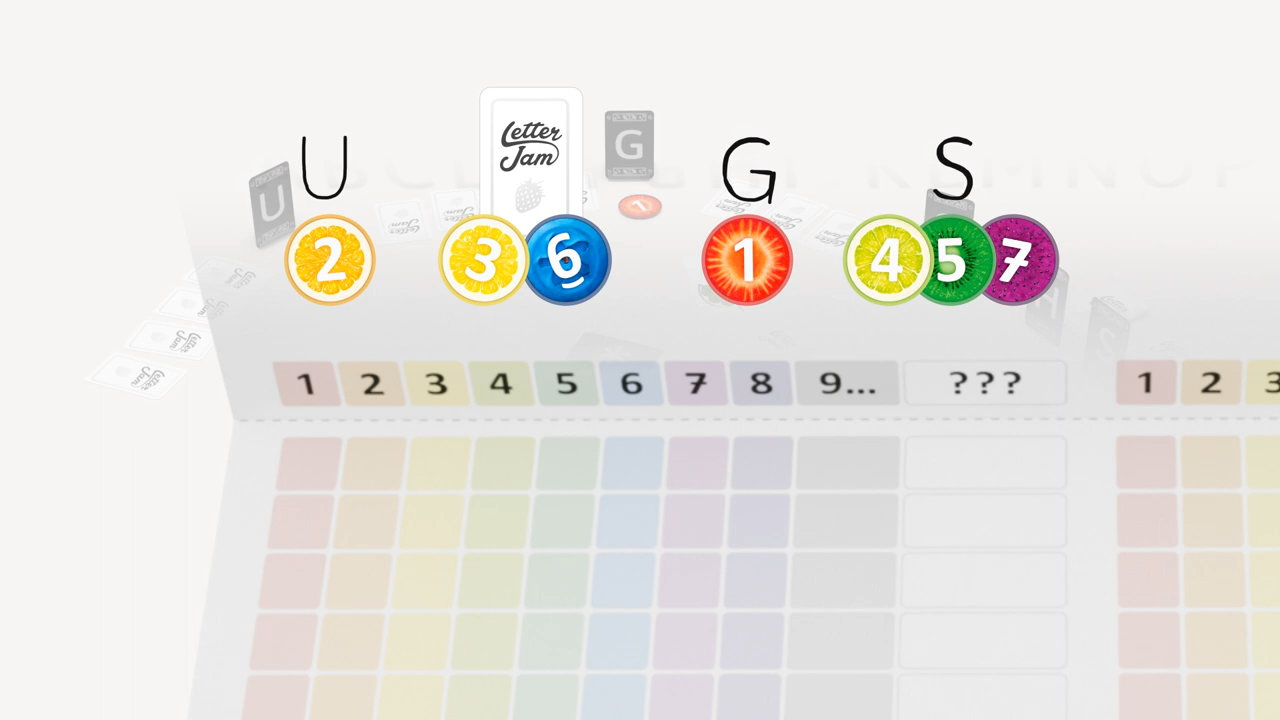 U G S
Letter
Jam
G
U
1
2 3 6 1 4 5 7
1 2 3 4 5 6 7 8 9... ??? 1 2 3